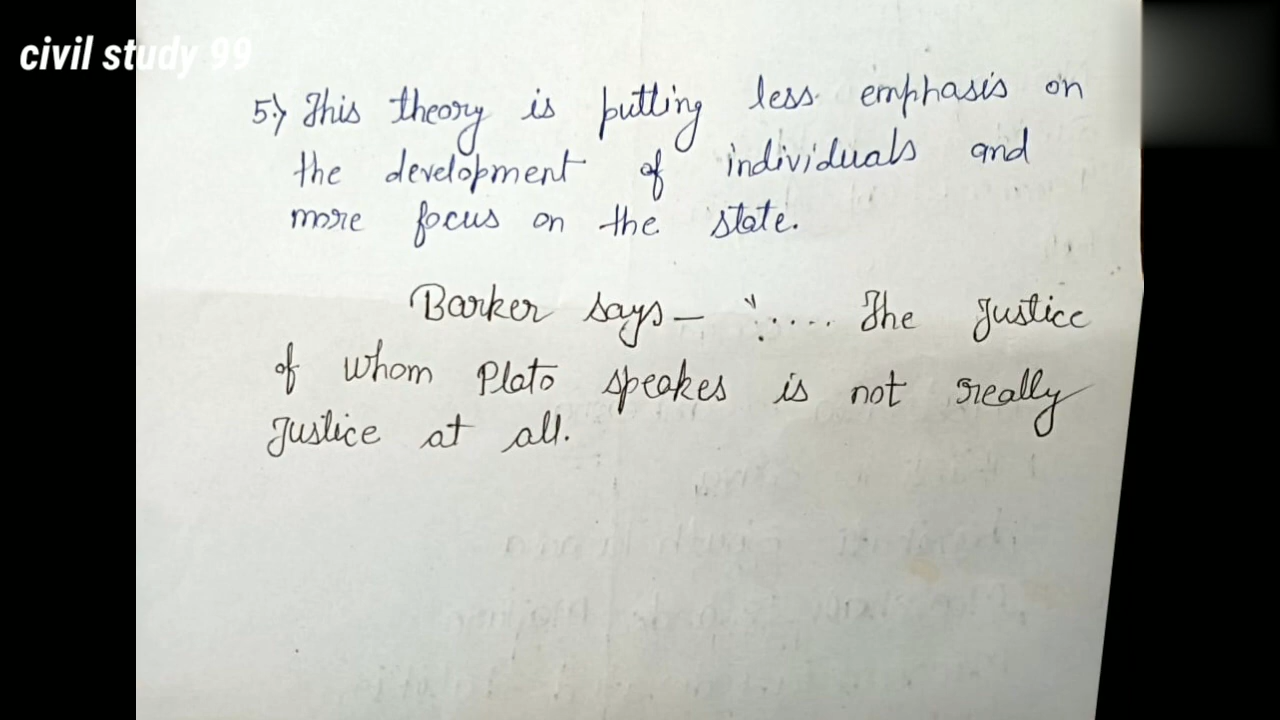 civil study 99
5.) This theory is putting less emphasis on
the development of individuals and
more focus on the state.
Barker says— ".... The Justice
of whom Plato speakes is not really
Justice at all.